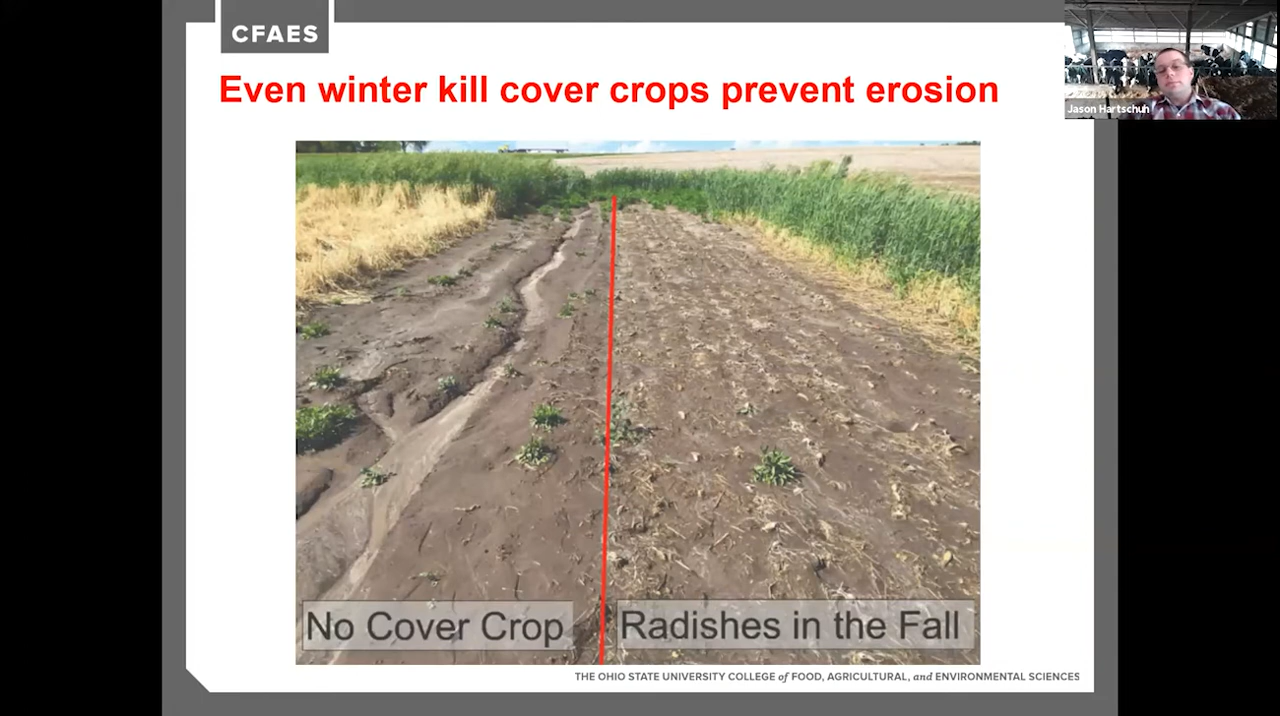 CFAES
Even winter kill cover crops prevent erosion
Jason Hartschuh
No Cover Crop
Radishes in the Fall
THE OHIO STATE UNIVERSITY COLLEGE of FOOD, AGRICULTURAL, and ENVIRONMENTAL SCIENCES